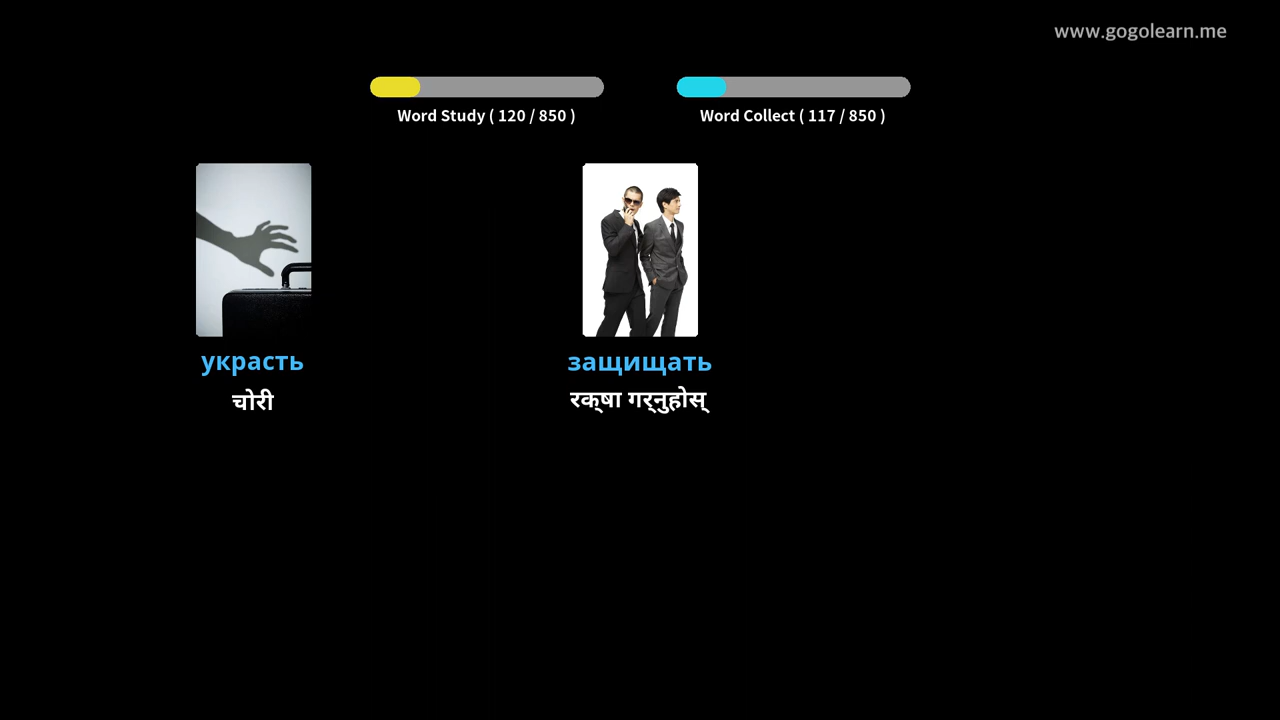 www.gogolearn.me
Word Study ( 120 / 850 )
Word Collect ( 117 / 850 )
украсть
защищать
चोरी
रक्षा गर्नुहोस्